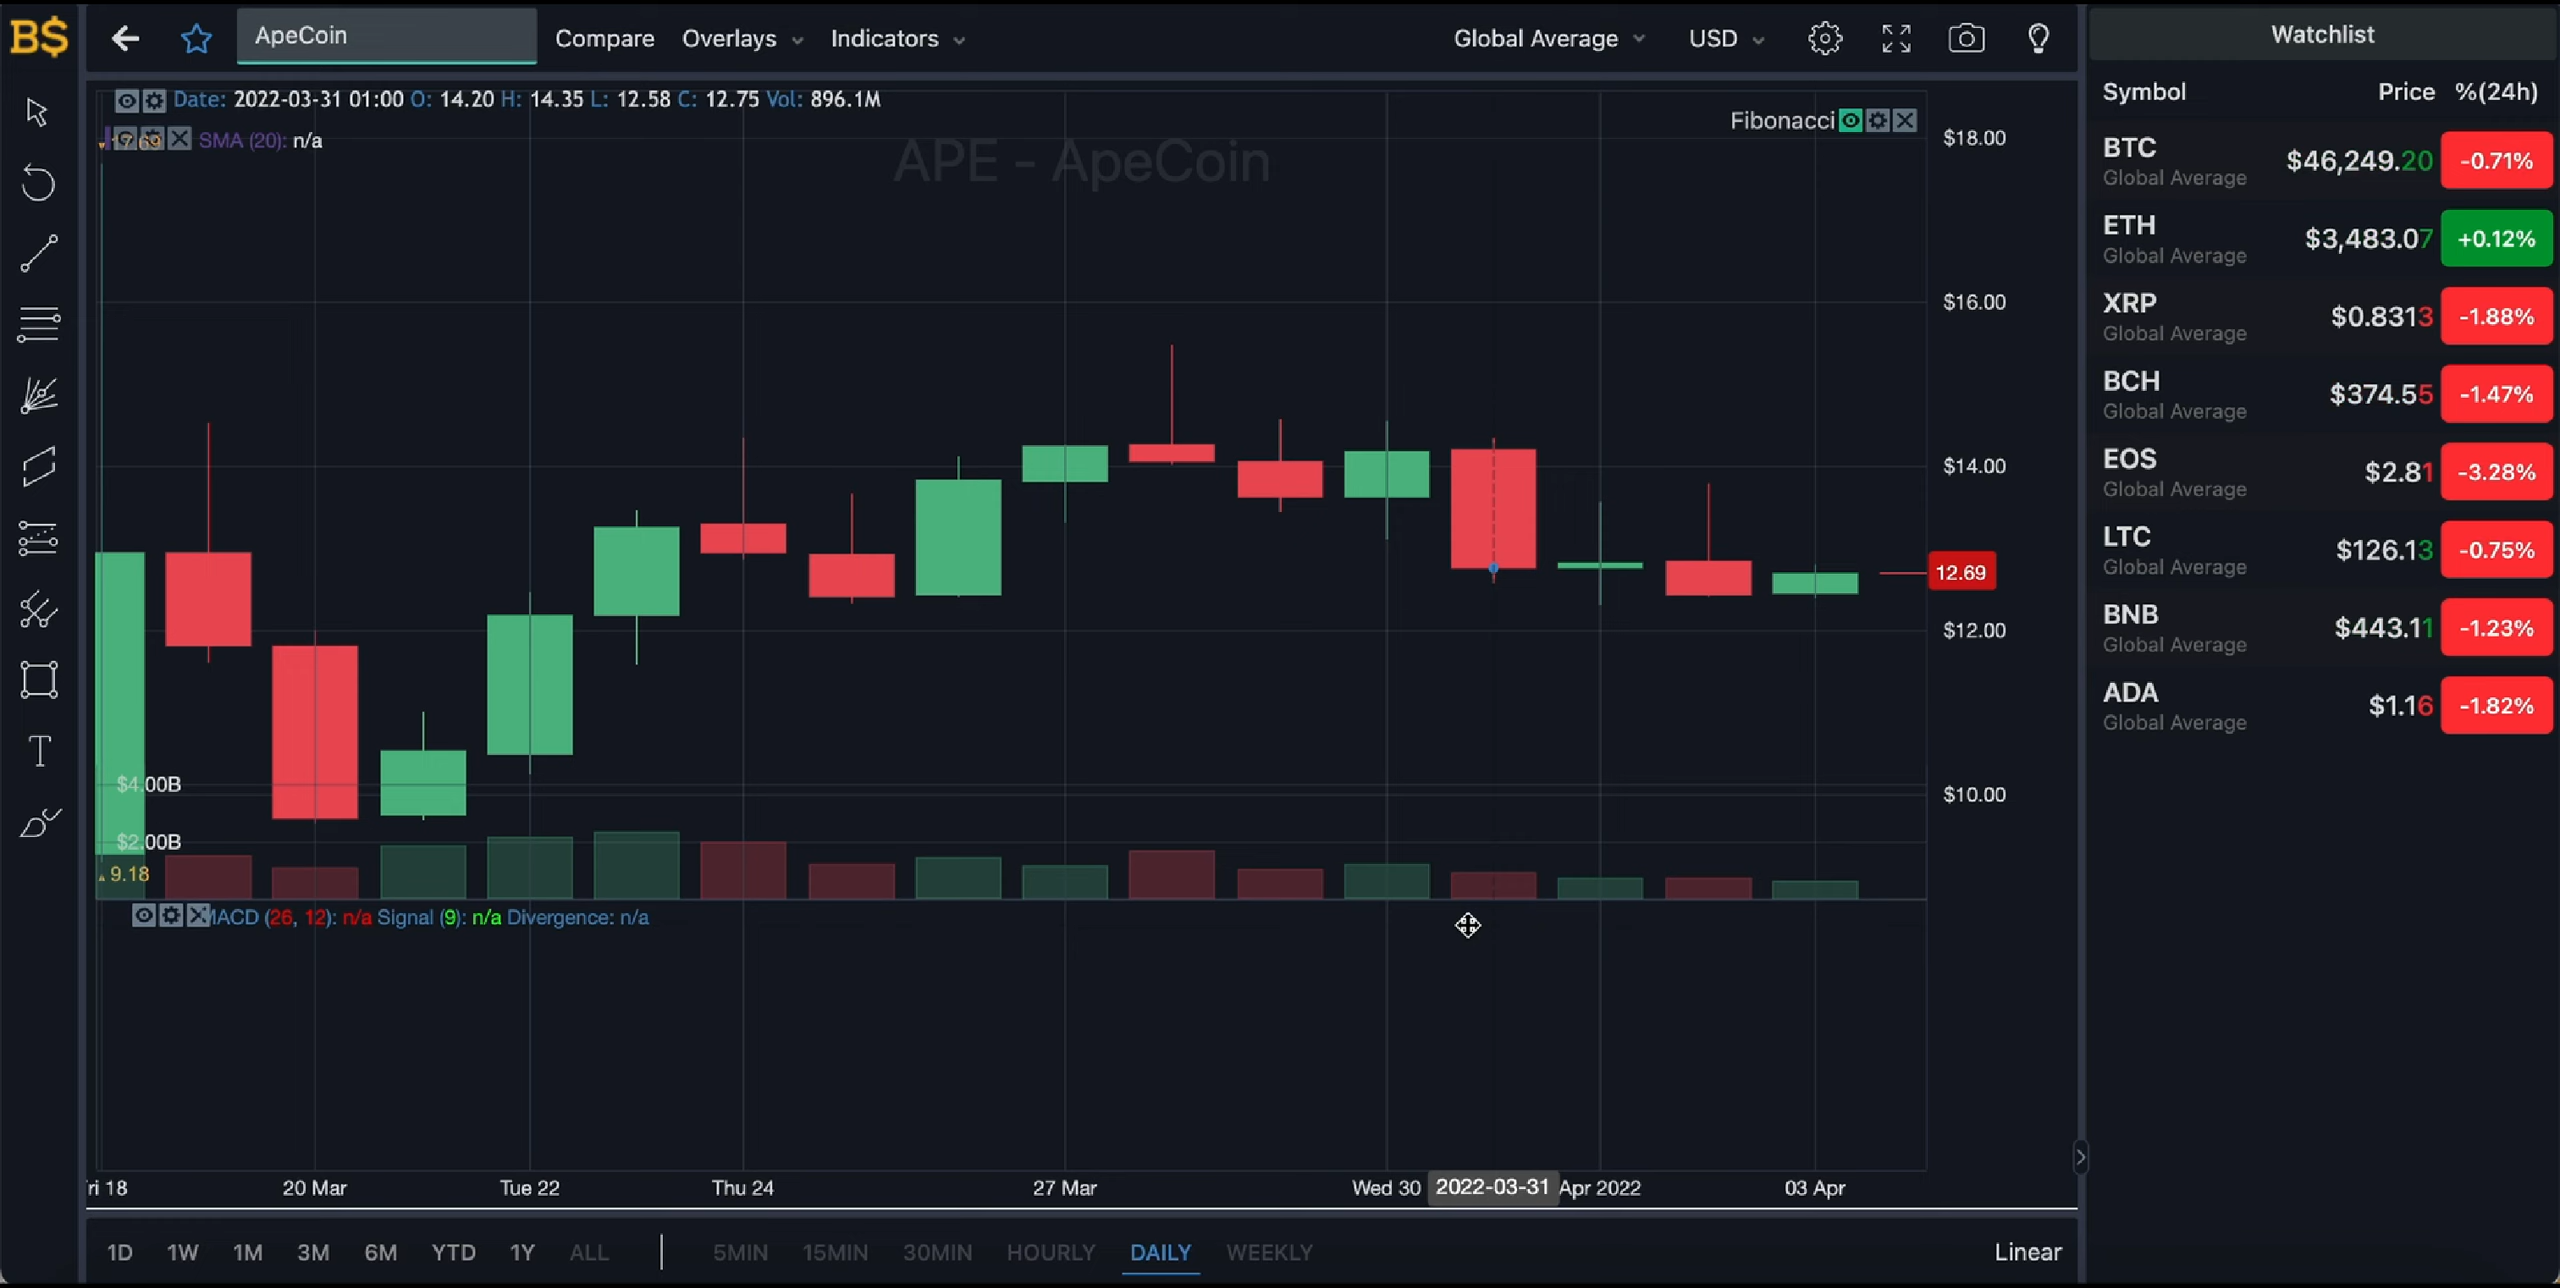 B$
ApeCoin
Compare
Overlays
Indicators
Global Average
USD
Date: 2022-03-31 01:00 O: 14.20 H: 14.35 L: 12.58 C: 12.75 Vol: 896.1M
17.69
SMA (20): n/a
Fibonacci
APE - ApeCoin
$18.00
$16.00
$14.00
12.69
$12.00
$10.00
$4.00B
$2.00B
9.18
MACD (26, 12): n/a Signal (9): n/a Divergence: n/a
ri 18
20 Mar
Tue 22
Thu 24
27 Mar
Wed 30
2022-03-31
Apr 2022
03 Apr
1D
1W
1M
3M
6M
YTD
1Y
ALL
5MIN
15MIN
30MIN
HOURLY
DAILY
WEEKLY
Linear
Watchlist
Symbol Price %(24h)
BTC $46,249.20 -0.71%
Global Average
ETH $3,483.07 +0.12%
Global Average
XRP $0.8313 -1.88%
Global Average
BCH $374.55 -1.47%
Global Average
EOS $2.81 -3.28%
Global Average
LTC $126.13 -0.75%
Global Average
BNB $443.11 -1.23%
Global Average
ADA $1.16 -1.82%
Global Average